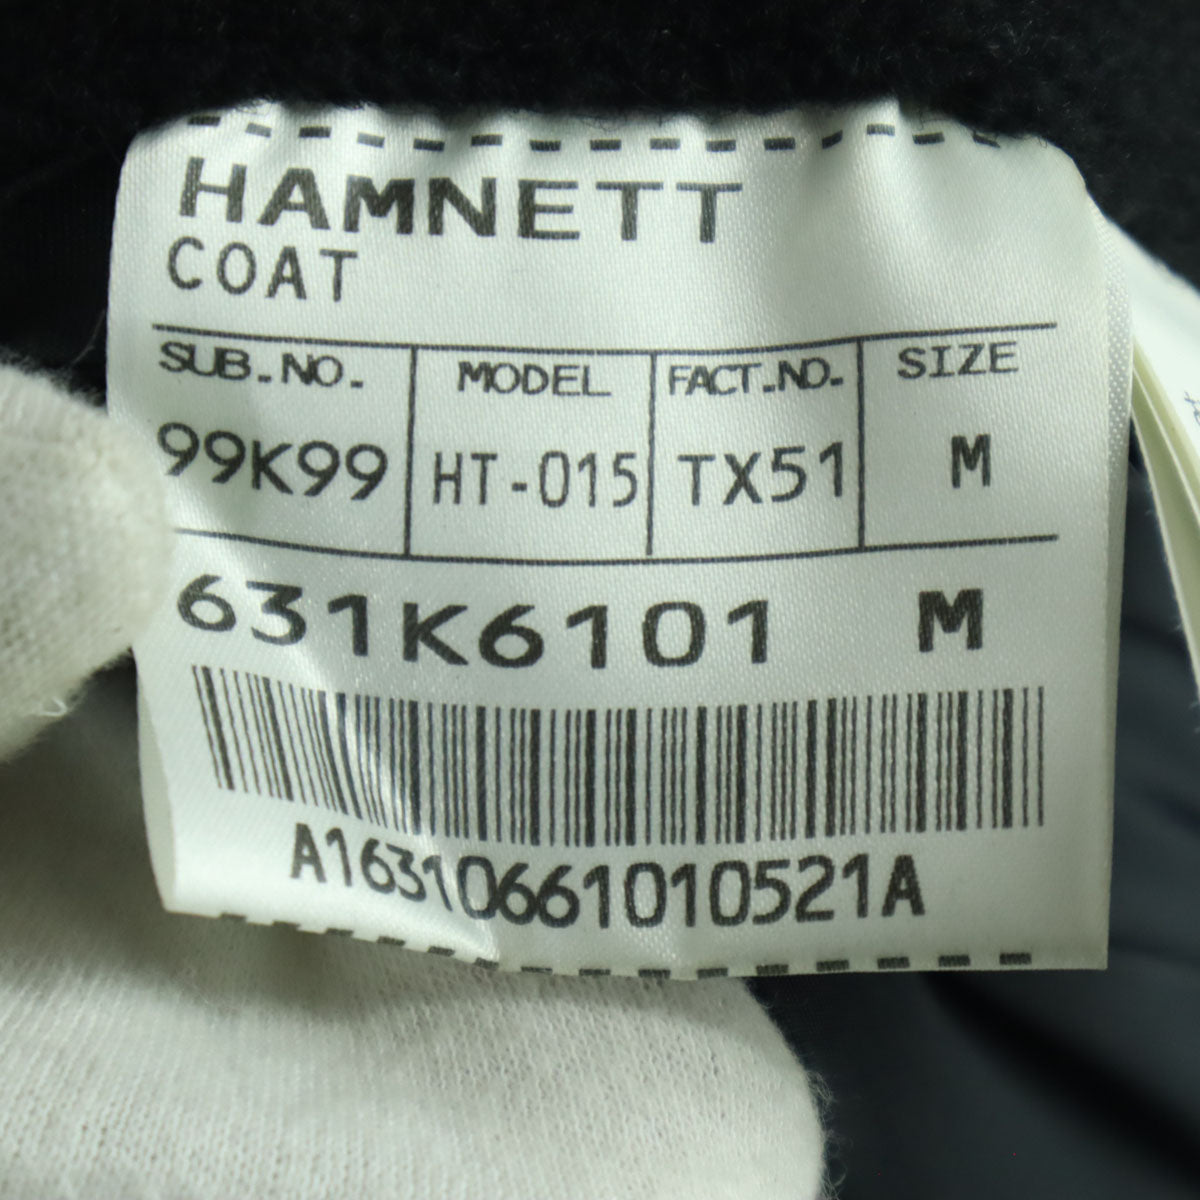 HAMNETT
COAT
SUB.NO. MODEL FACT.NO. SIZE
99K99 HT-015 TX51 M
631K6101 M
A16310661010521A